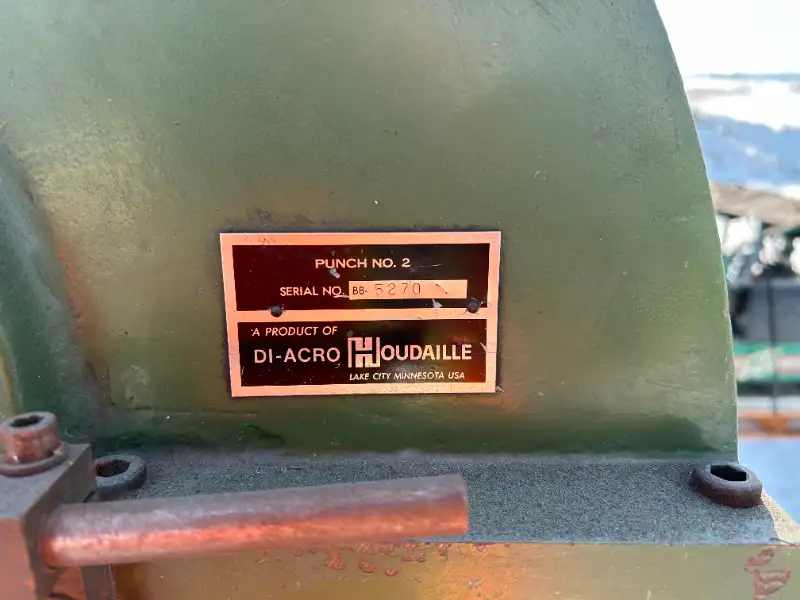 PUNCH NO. 2
SERIAL NO. BB- 5270
A PRODUCT OF
DI-ACRO HOUDAILLE
LAKE CITY MINNESOTA USA